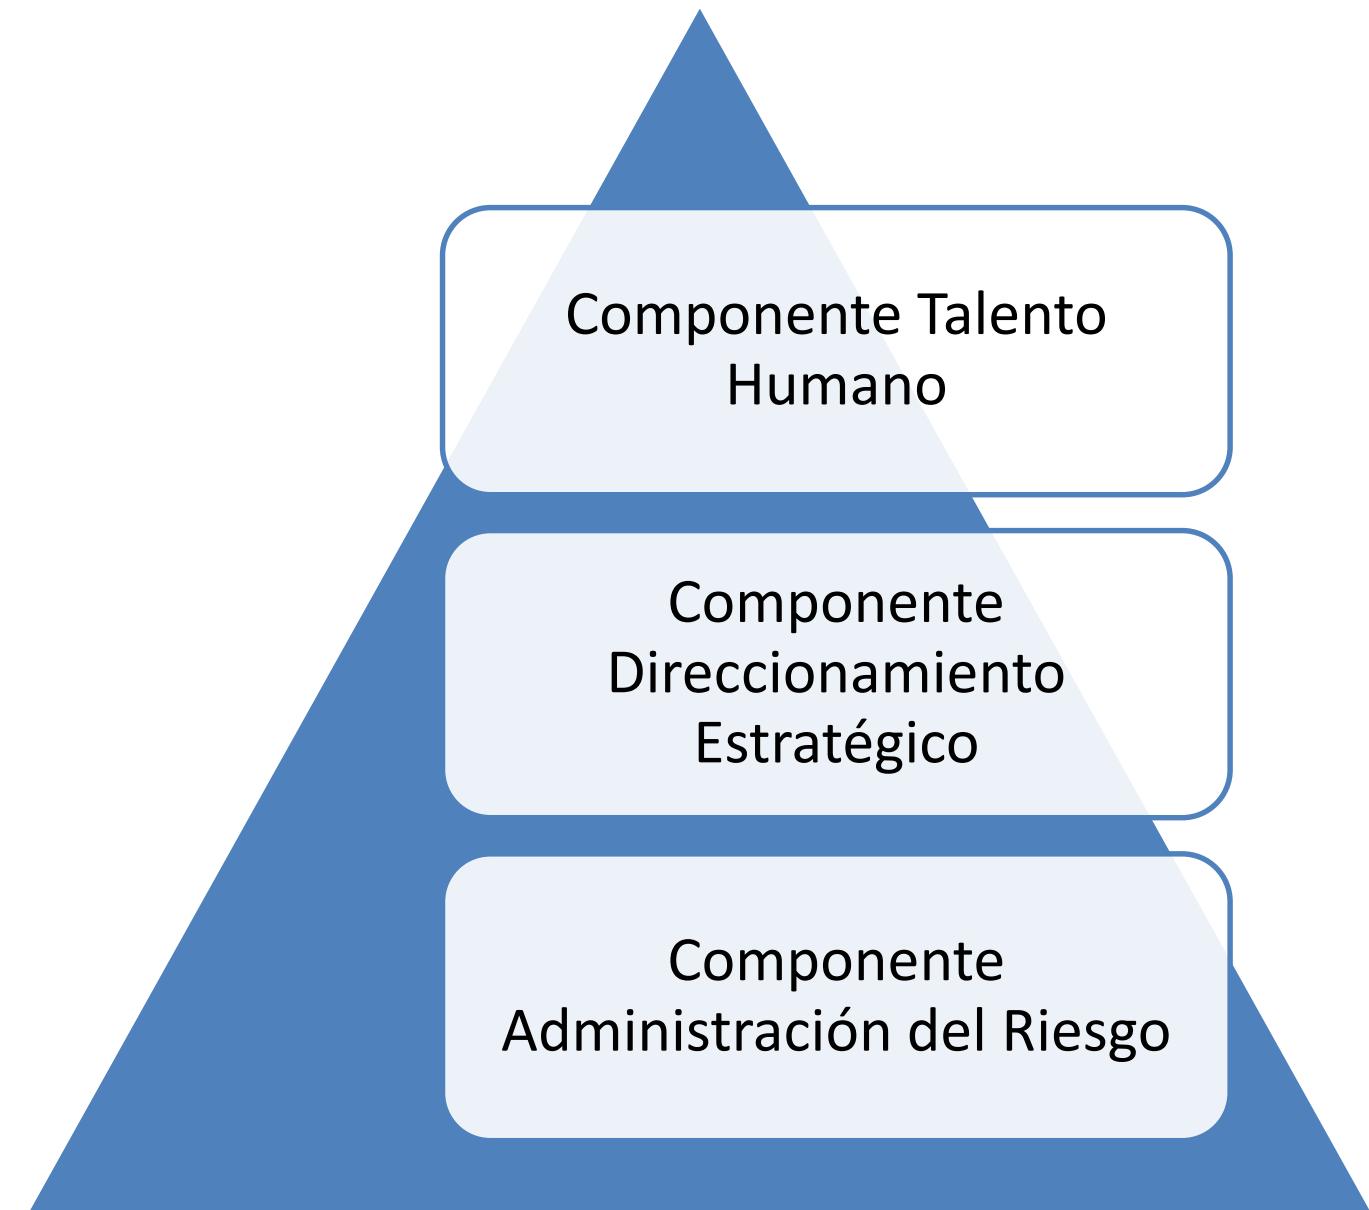 Componente Talento
Humano
Componente
Direccionamiento
Estratégico
Componente
Administración del Riesgo